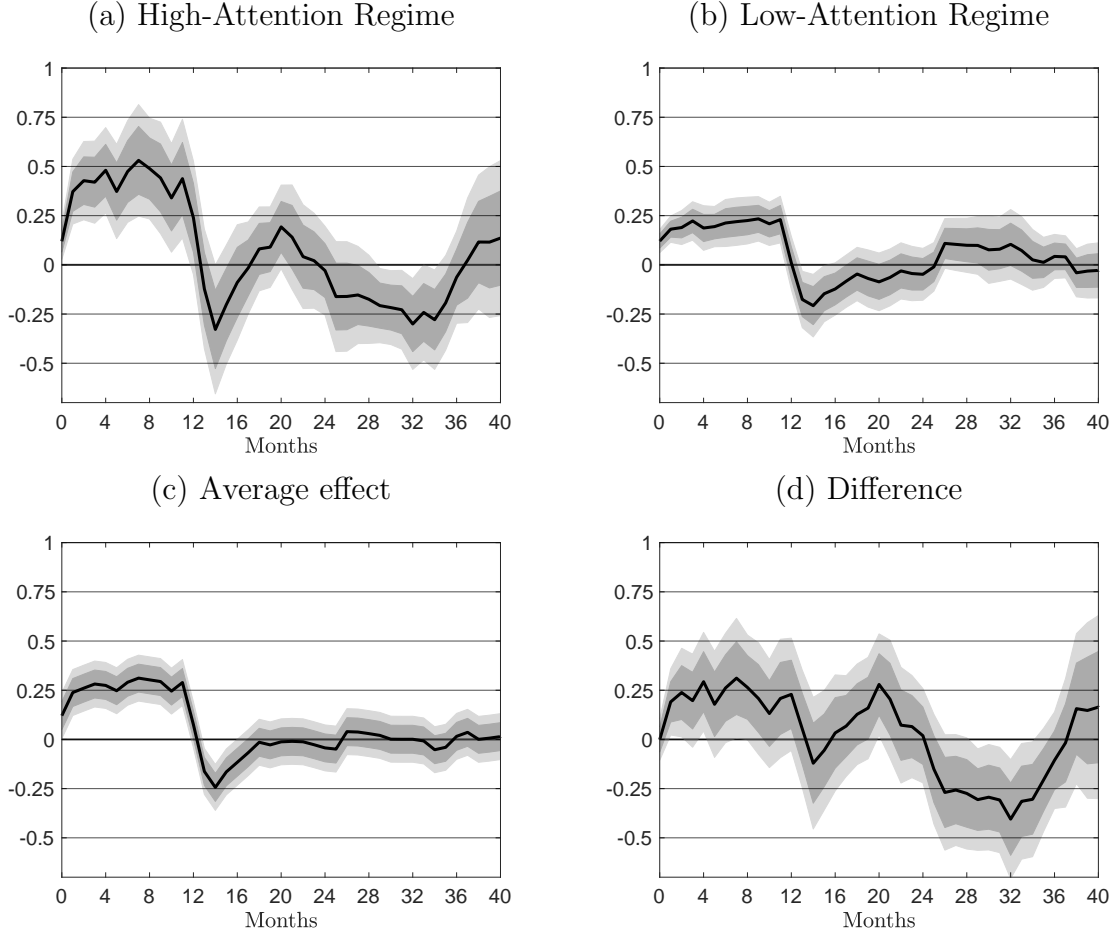 (a) High-Attention Regime
1
0.75
0.5
0.25
0
-0.25
-0.5
0 4 8 12 16 20 24 28 32 36 40
Months
(b) Low-Attention Regime
1
0.75
0.5
0.25
0
-0.25
-0.5
0 4 8 12 16 20 24 28 32 36 40
Months
(c) Average effect
1
0.75
0.5
0.25
0
-0.25
-0.5
0 4 8 12 16 20 24 28 32 36 40
Months
(d) Difference
1
0.75
0.5
0.25
0
-0.25
-0.5
0 4 8 12 16 20 24 28 32 36 40
Months